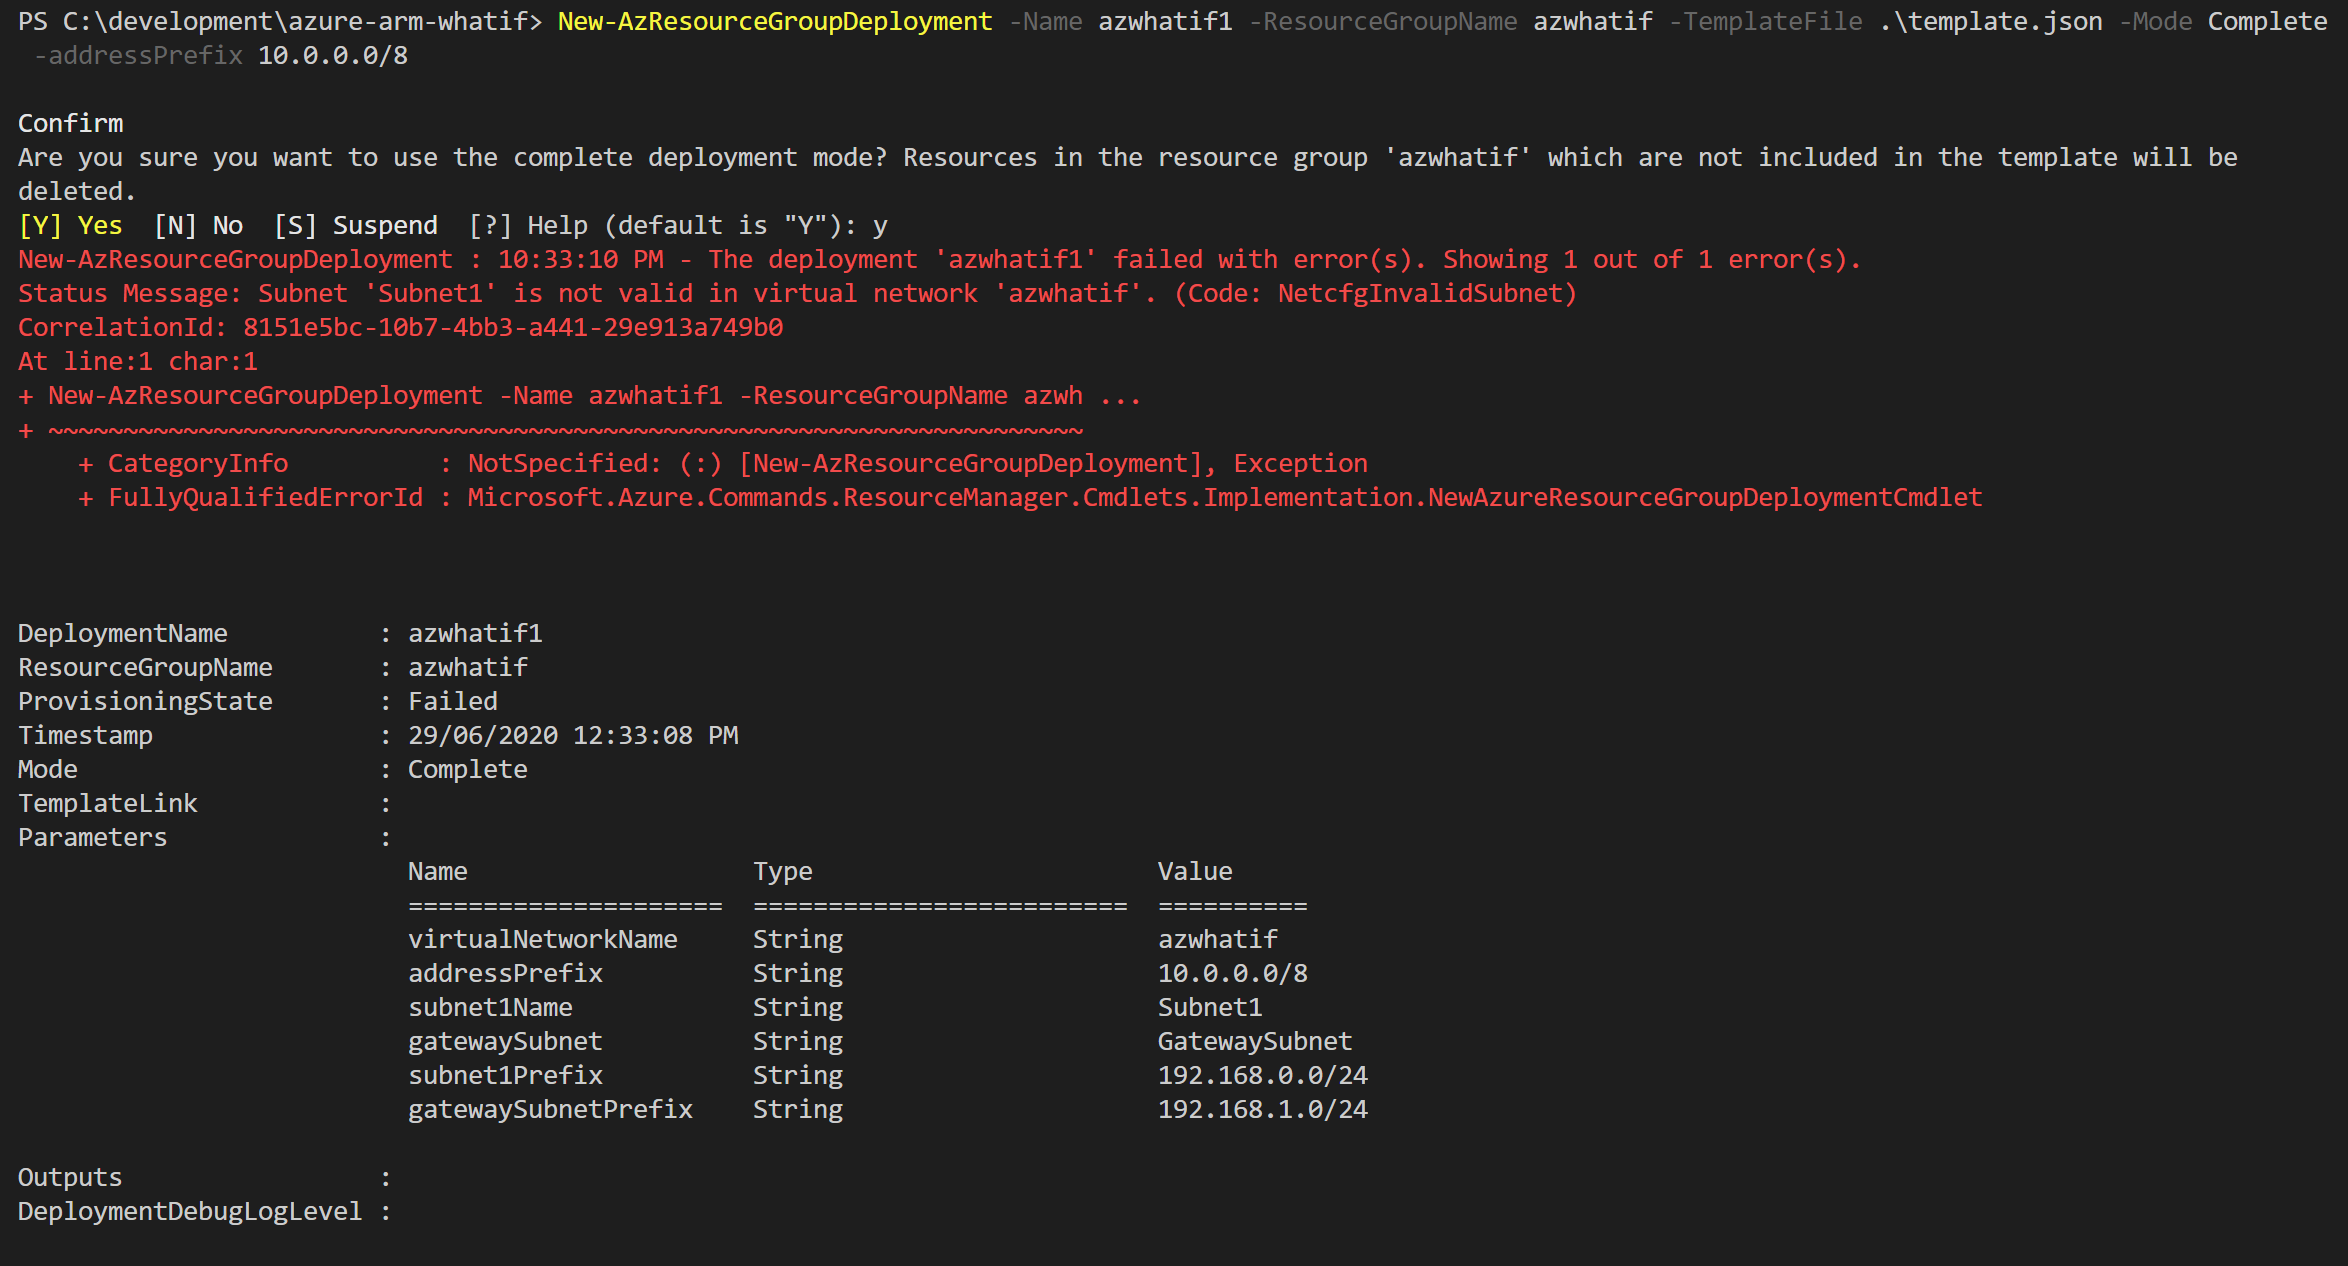 PS C:\development\azure-arm-whatif> New-AzResourceGroupDeployment -Name azwhatif1 -ResourceGroupName azwhatif -TemplateFile .\template.json -Mode Complete
-addressPrefix 10.0.0.0/8
Confirm
Are you sure you want to use the complete deployment mode? Resources in the resource group 'azwhatif' which are not included in the template will be
deleted.
[Y] Yes  [N] No  [S] Suspend  [?] Help (default is "Y"): y
New-AzResourceGroupDeployment : 10:33:10 PM - The deployment 'azwhatif1' failed with error(s). Showing 1 out of 1 error(s).
Status Message: Subnet 'Subnet1' is not valid in virtual network 'azwhatif'. (Code: NetcfgInvalidSubnet)
CorrelationId: 8151e5bc-10b7-4bb3-a441-29e913a749b0
At line:1 char:1
+ New-AzResourceGroupDeployment -Name azwhatif1 -ResourceGroupName azwh ...
+ ~~~~~~~~~~~~~~~~~~~~~~~~~~~~~~~~~~~~~~~~~~~~~~~~~~~~~~~~~~~~~~~~~~~~~
    + CategoryInfo          : NotSpecified: (:) [New-AzResourceGroupDeployment], Exception
    + FullyQualifiedErrorId : Microsoft.Azure.Commands.ResourceManager.Cmdlets.Implementation.NewAzureResourceGroupDeploymentCmdlet
DeploymentName          : azwhatif1
ResourceGroupName       : azwhatif
ProvisioningState       : Failed
Timestamp               : 29/06/2020 12:33:08 PM
Mode                    : Complete
TemplateLink            :
Parameters              :
                          Name                   Type                       Value
                          =====================  =========================  ==========
                          virtualNetworkName     String                     azwhatif
                          addressPrefix          String                     10.0.0.0/8
                          subnet1Name            String                     Subnet1
                          gatewaySubnet          String                     GatewaySubnet
                          subnet1Prefix          String                     192.168.0.0/24
                          gatewaySubnetPrefix    String                     192.168.1.0/24
Outputs                 :
DeploymentDebugLogLevel :